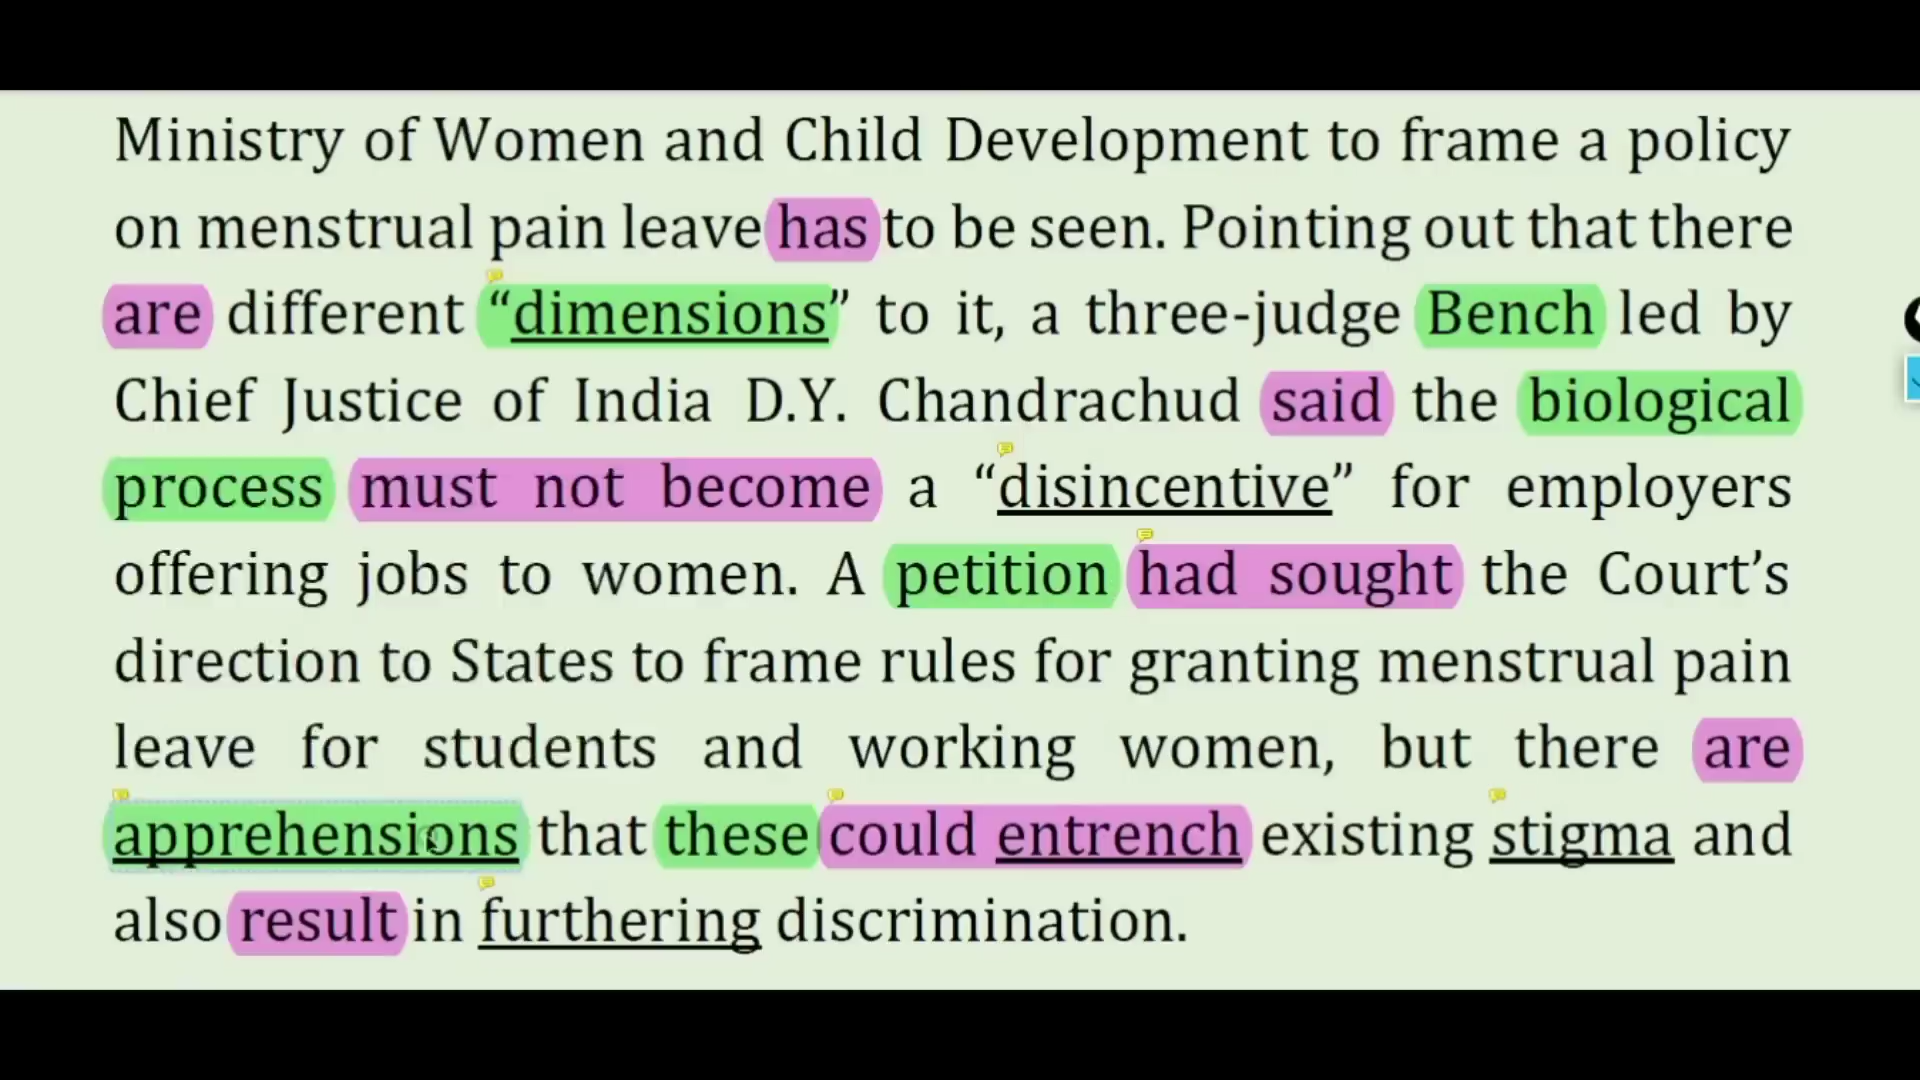 Ministry of Women and Child Development to frame a policy
on menstrual pain leave has to be seen. Pointing out that there
are different “dimensions” to it, a three-judge Bench led by
Chief Justice of India D.Y. Chandrachud said the biological
process must not become a “disincentive” for employers
offering jobs to women. A petition had sought the Court’s
direction to States to frame rules for granting menstrual pain
leave for students and working women, but there are
apprehensions that these could entrench existing stigma and
also result in furthering discrimination.